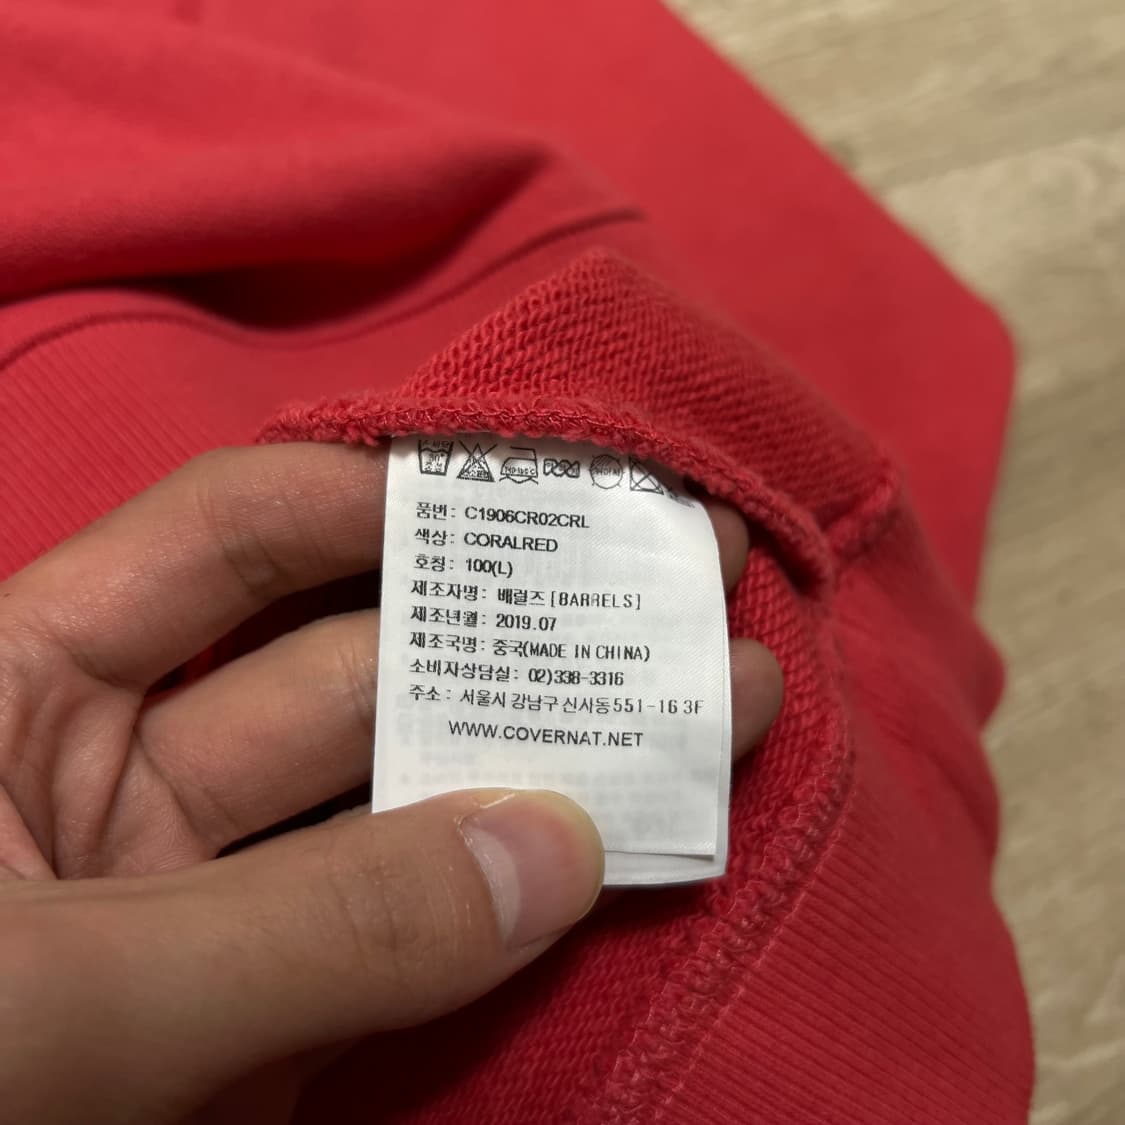 품번: C1906CR02CRL
색상: CORALRED
호칭: 100(L)
제조자명: 배럴즈 [BARRELS]
제조년월: 2019.07
제조국명: 중국(MADE IN CHINA)
소비자상담실: 02)338-3316
주소: 서울시 강남구 신사동 551-16 3F
WWW.COVERNAT.NET